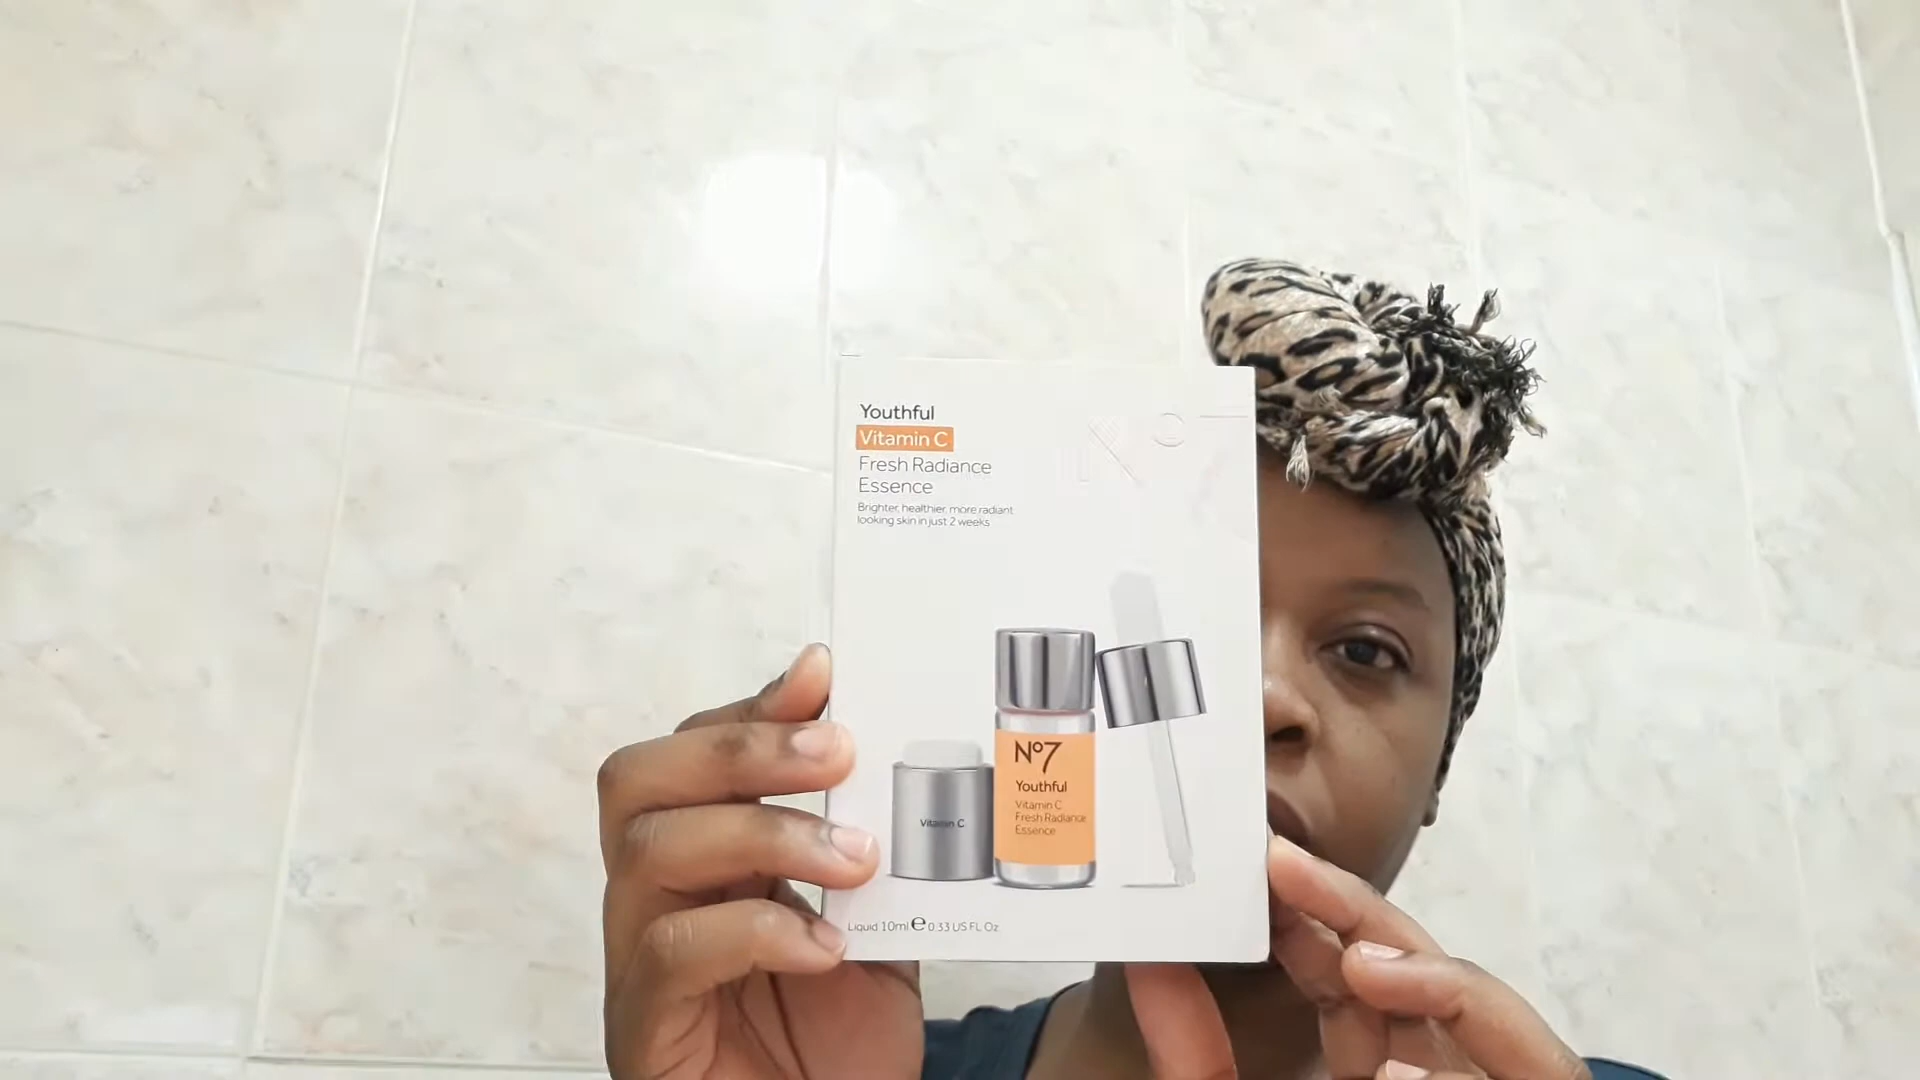 Youthful
Vitamin C
Fresh Radiance
Essence
Brighter, healthier, more radiant
looking skin in just 2 weeks
Vitamin C
No7
Youthful
Vitamin C
Fresh Radiance
Essence
Liquid 10ml ℮ 0.33 US FL Oz